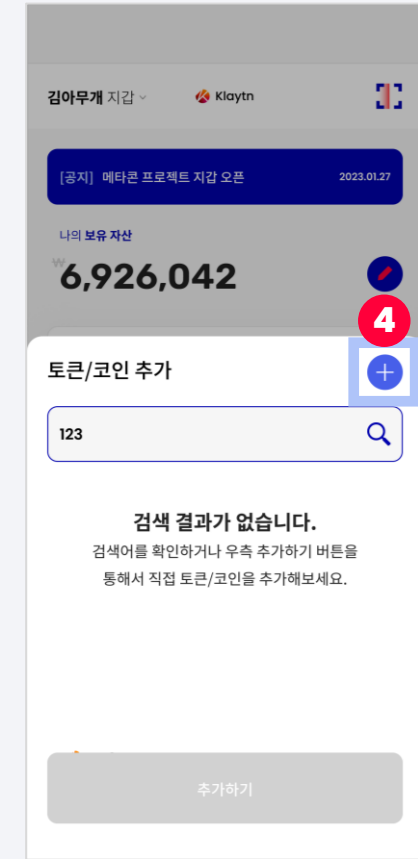 김아무개 지갑 Klaytn
[공지] 메타콘 프로젝트 지갑 오픈 2023.01.27
나의 보유 자산
₩6,926,042
4
토큰/코인 추가
123
검색 결과가 없습니다.
검색어를 확인하거나 우측 추가하기 버튼을
통해서 직접 토큰/코인을 추가해보세요.
추가하기